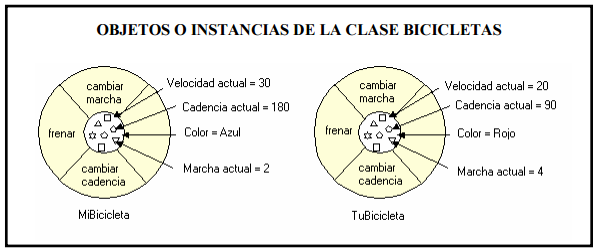 OBJETOS O INSTANCIAS DE LA CLASE BICICLETAS
cambiar
marcha
frenar
cambiar
cadencia
Velocidad actual = 30
Cadencia actual = 180
Color = Azul
Marcha actual = 2
MiBicicleta
cambiar
marcha
frenar
cambiar
cadencia
Velocidad actual = 20
Cadencia actual = 90
Color = Rojo
Marcha actual = 4
TuBicicleta